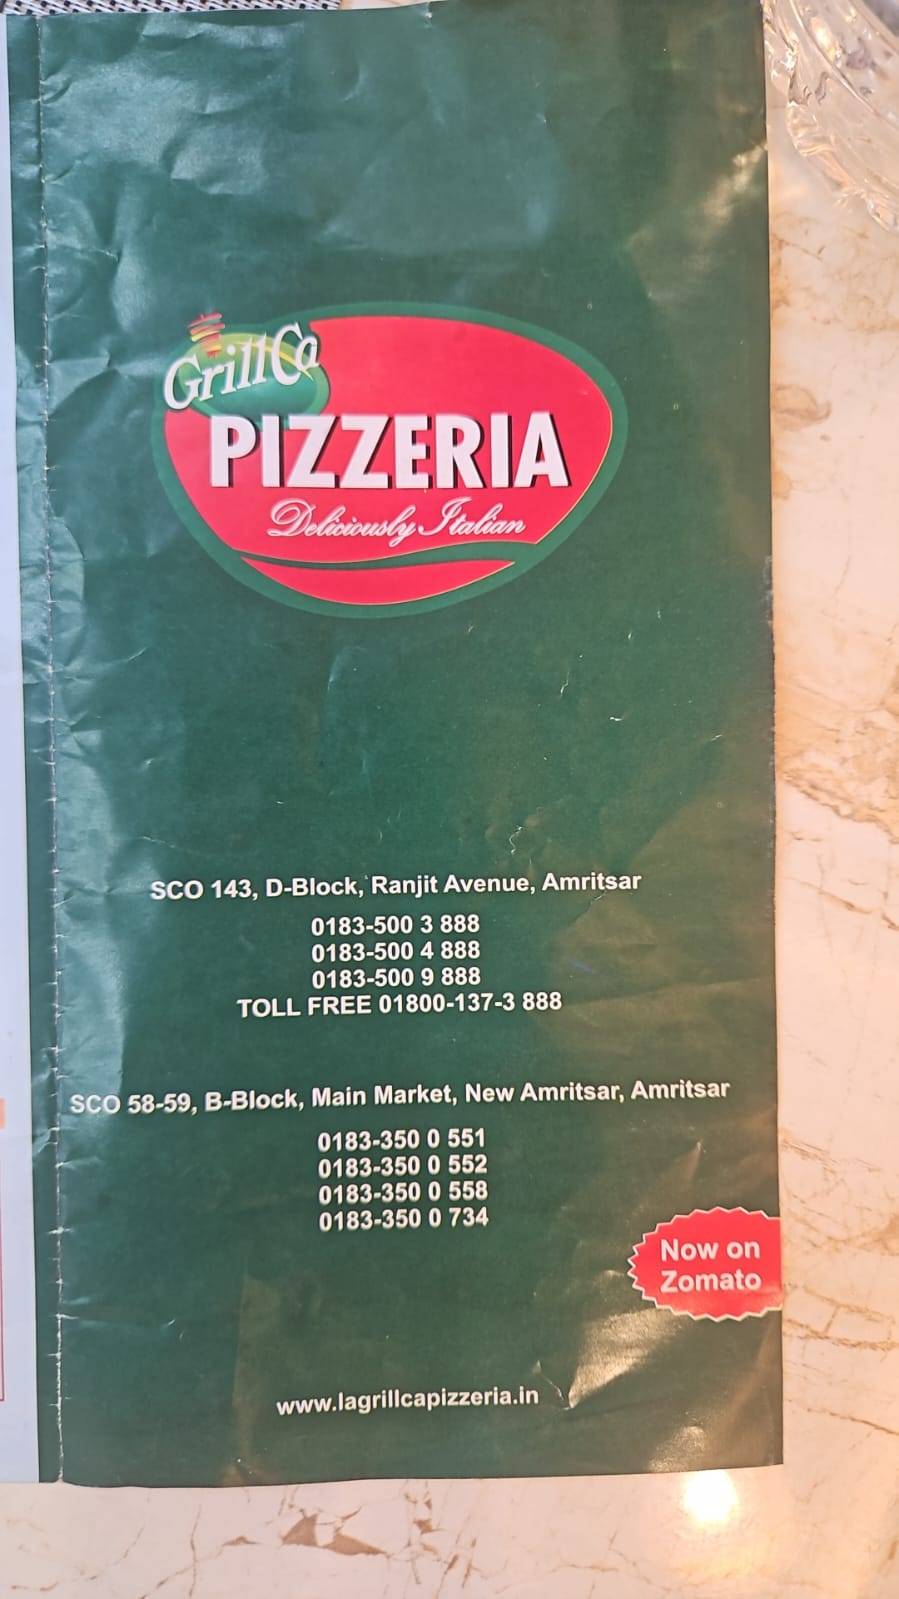 GrillCa
PIZZERIA
Deliciously Italian
SCO 143, D-Block, Ranjit Avenue, Amritsar
0183-500 3 888
0183-500 4 888
0183-500 9 888
TOLL FREE 01800-137-3 888
SCO 58-59, B-Block, Main Market, New Amritsar, Amritsar
0183-350 0 551
0183-350 0 552
0183-350 0 558
0183-350 0 734
Now on
Zomato
www.lagrillcapizzeria.in